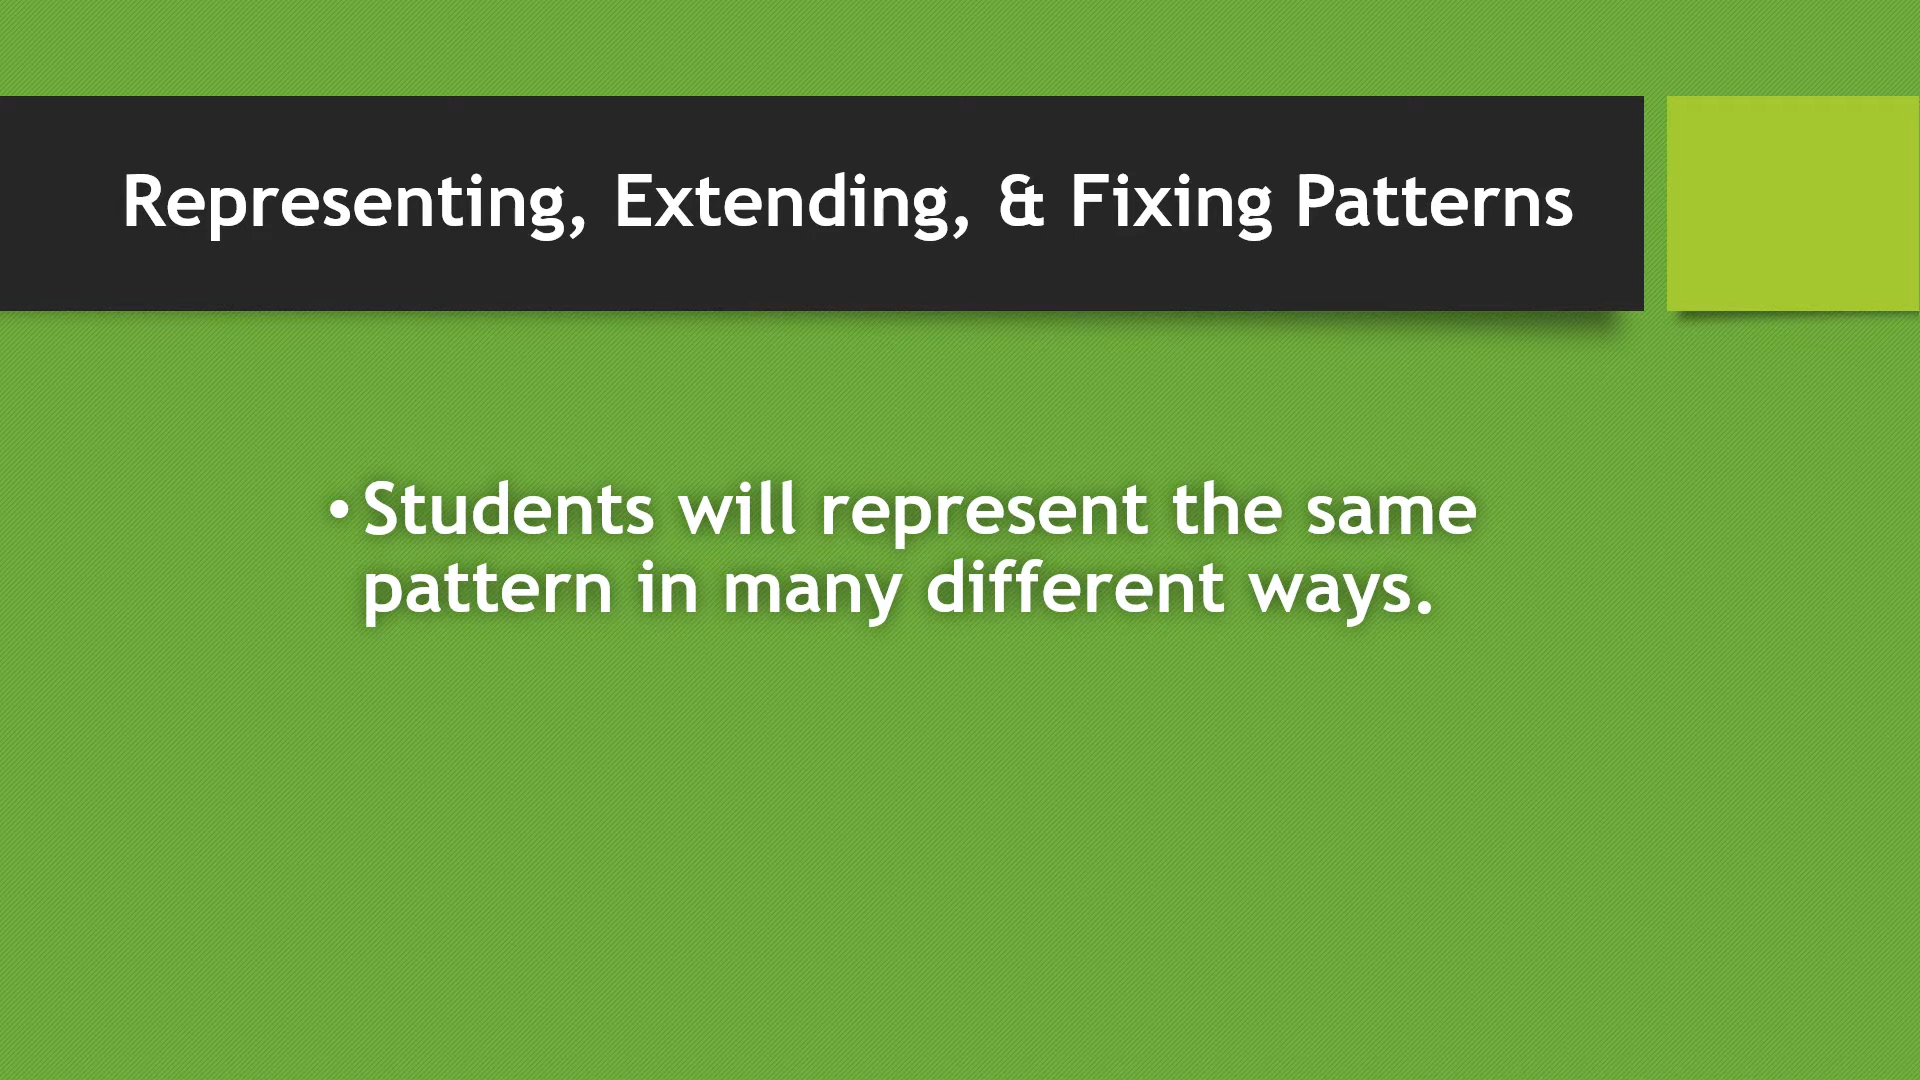 Representing, Extending, & Fixing Patterns
• Students will represent the same
pattern in many different ways.